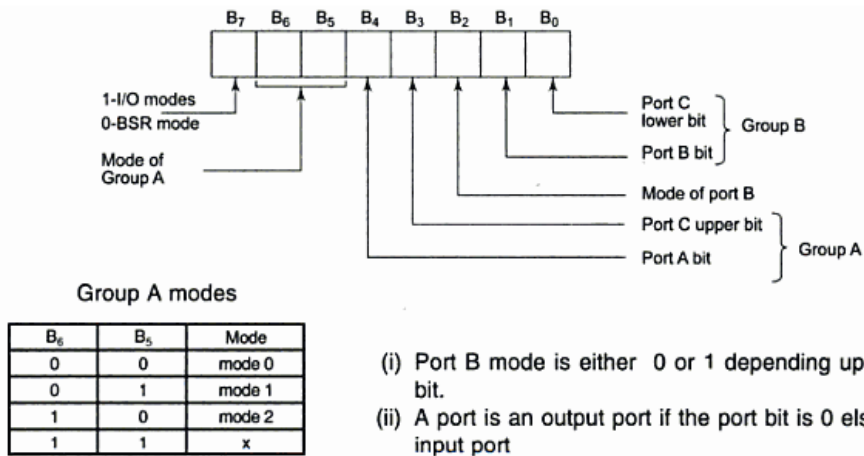 B₇ B₆ B₅ B₄ B₃ B₂ B₁ B₀
1-I/O modes
0-BSR mode
Mode of
Group A
Port C
lower bit
Port B bit
Group B
Mode of port B
Port C upper bit
Port A bit
Group A
Group A modes
B₆ B₅ Mode
0 0 mode 0
0 1 mode 1
1 0 mode 2
1 1 x
(i) Port B mode is either 0 or 1 depending up
bit.
(ii) A port is an output port if the port bit is 0 els
input port